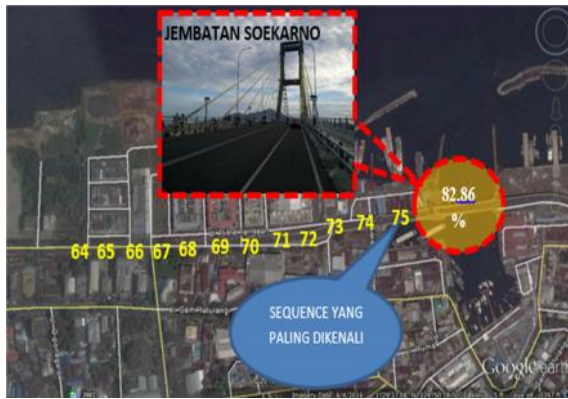 JEMBATAN SOEKARNO
82.86
%
64 65 66 67 68 69 70 71 72 73 74 75
SEQUENCE YANG
PALING DIKENALI
Google earth